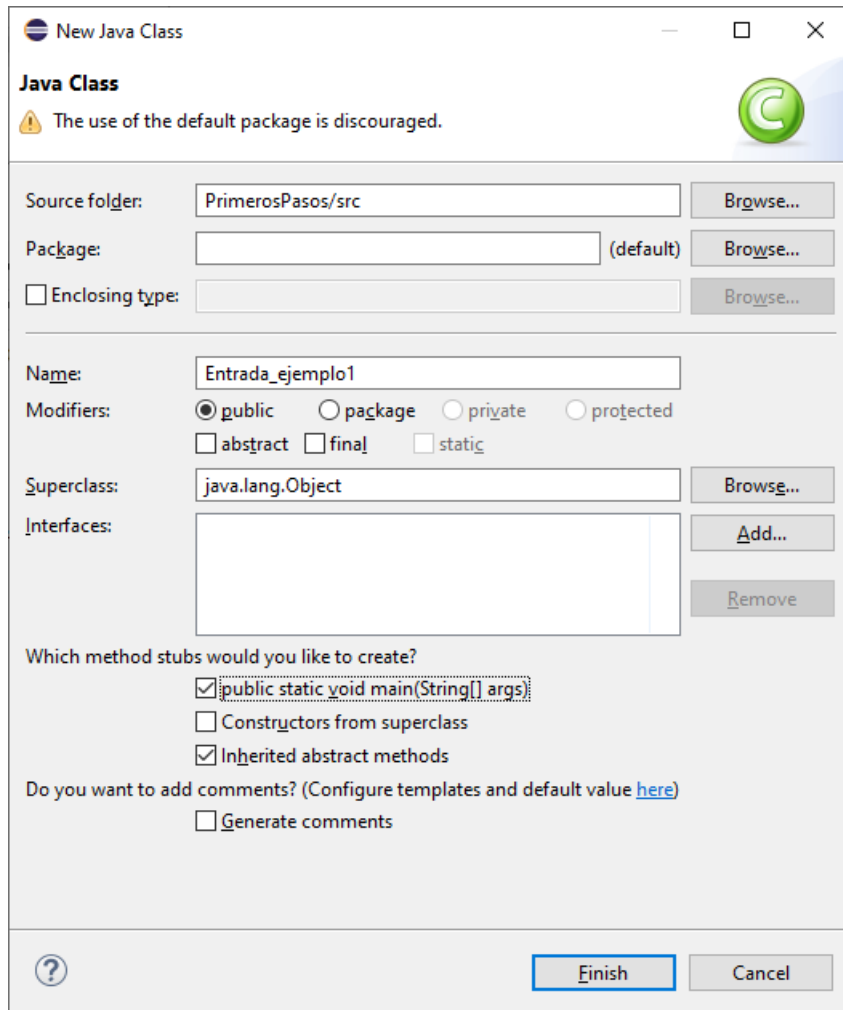 New Java Class
Java Class
The use of the default package is discouraged.
Source folder: PrimerosPasos/src Browse...
Package: (default) Browse...
Enclosing type: Browse...
Name: Entrada_ejemplo1
Modifiers: public package private protected
abstract final static
Superclass: java.lang.Object Browse...
Interfaces: Add...
Remove
Which method stubs would you like to create?
public static void main(String[] args)
Constructors from superclass
Inherited abstract methods
Do you want to add comments? (Configure templates and default value here)
Generate comments
? Finish Cancel